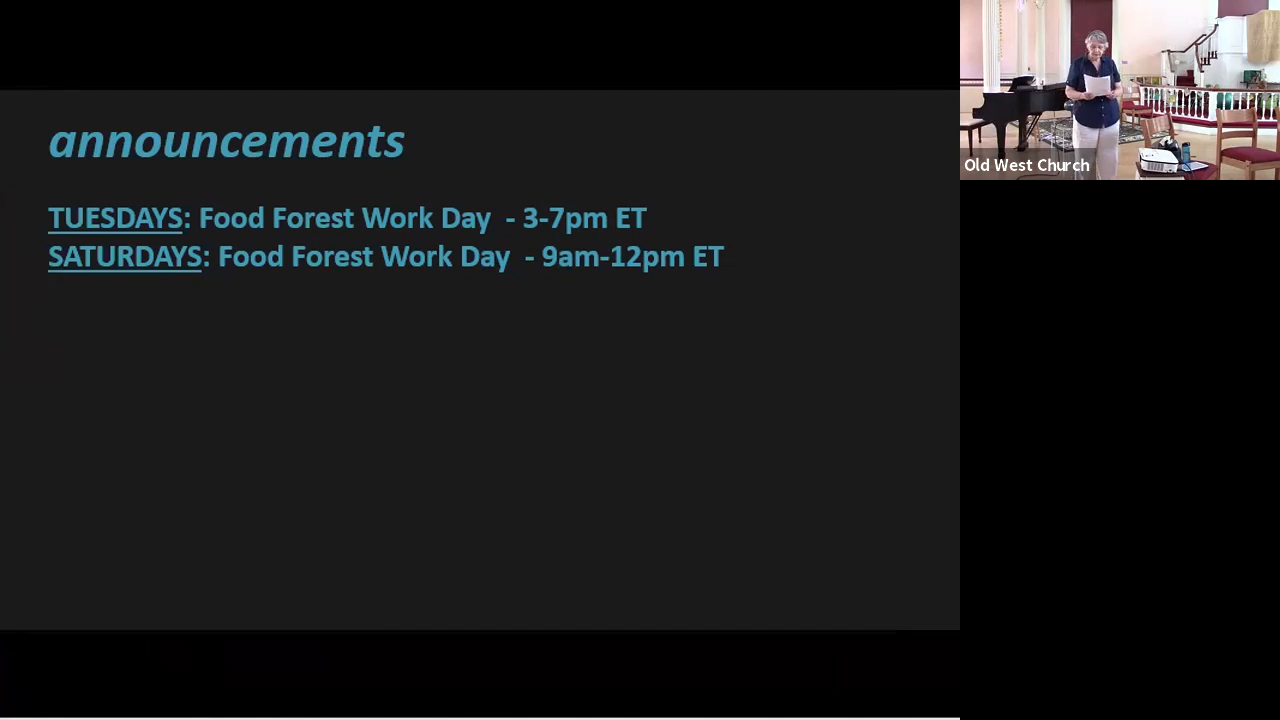 announcements
TUESDAYS: Food Forest Work Day - 3-7pm ET
SATURDAYS: Food Forest Work Day - 9am-12pm ET
Old West Church